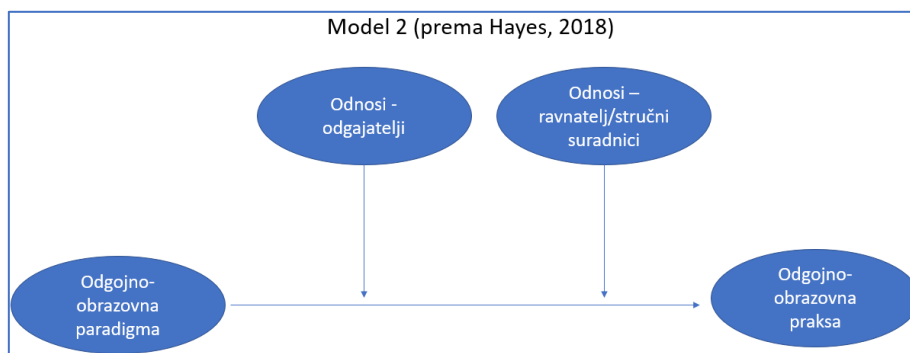 Model 2 (prema Hayes, 2018)
Odnosi -
odgajatelji
Odnosi –
ravnatelj/stručni
suradnici
Odgojno-
obrazovna
paradigma
Odgojno-
obrazovna
praksa